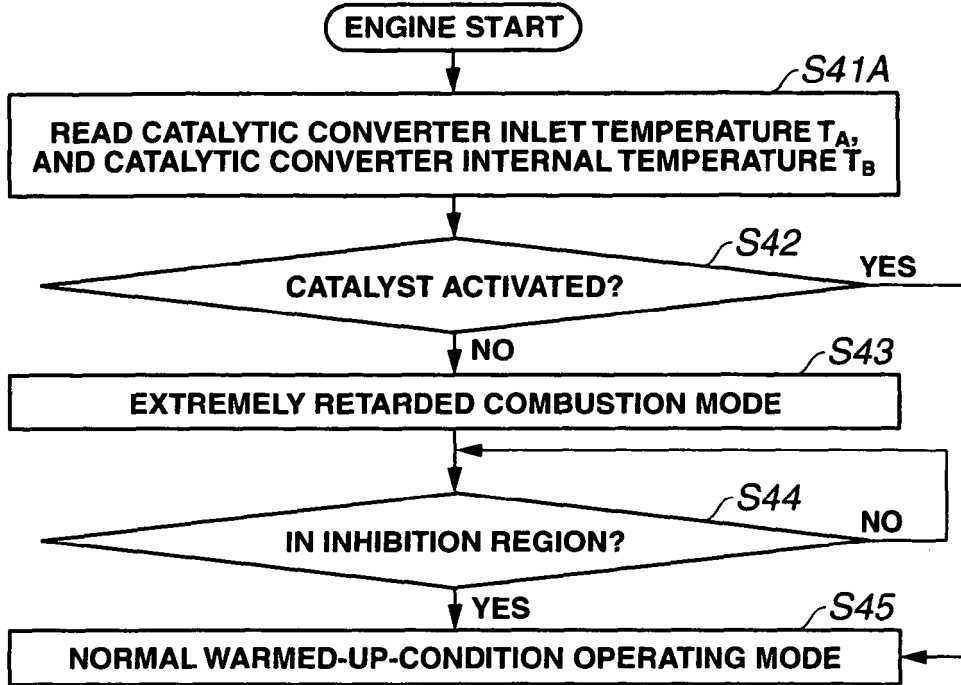 ENGINE START
S41A
READ CATALYTIC CONVERTER INLET TEMPERATURE TA,
AND CATALYTIC CONVERTER INTERNAL TEMPERATURE TB
S42
CATALYST ACTIVATED?
YES
NO
S43
EXTREMELY RETARDED COMBUSTION MODE
S44
IN INHIBITION REGION?
NO
YES
S45
NORMAL WARMED-UP-CONDITION OPERATING MODE